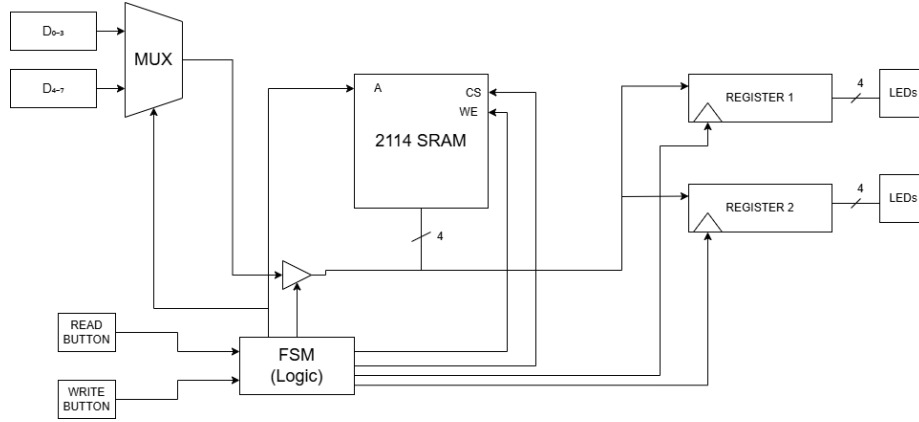 D₀₋₃
MUX
D₄₋₇
A
CS
WE
2114 SRAM
4
REGISTER 1
4
LEDs
REGISTER 2
4
LEDs
READ
BUTTON
FSM
(Logic)
WRITE
BUTTON